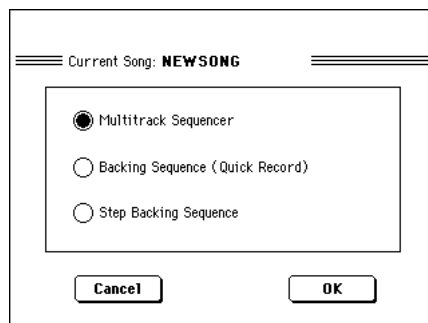 Current Song: NEWSONG
Multitrack Sequencer
Backing Sequence (Quick Record)
Step Backing Sequence
Cancel OK